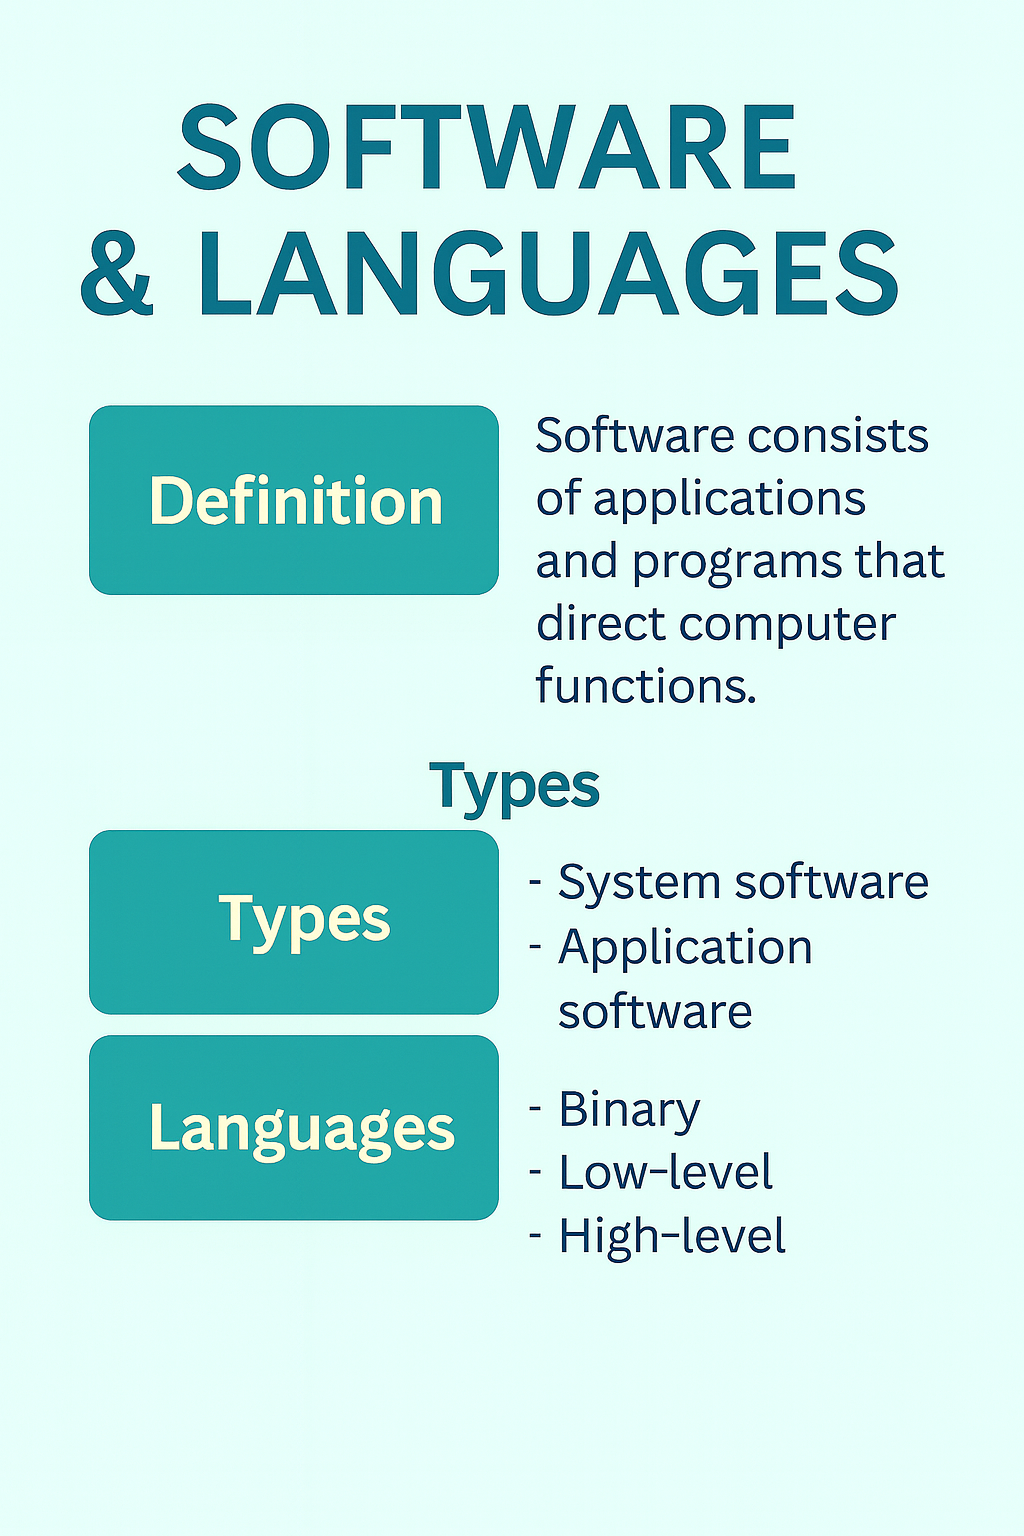 SOFTWARE
& LANGUAGES
Definition
Software consists
of applications
and programs that
direct computer
functions.
Types
Types
- System software
- Application
software
Languages
- Binary
- Low-level
- High-level